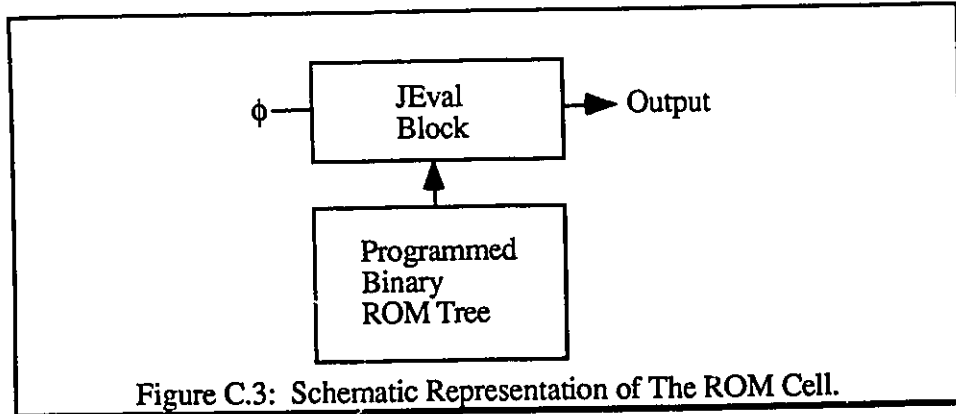 JEval
Block
ϕ
Output
Programmed
Binary
ROM Tree
Figure C.3: Schematic Representation of The ROM Cell.